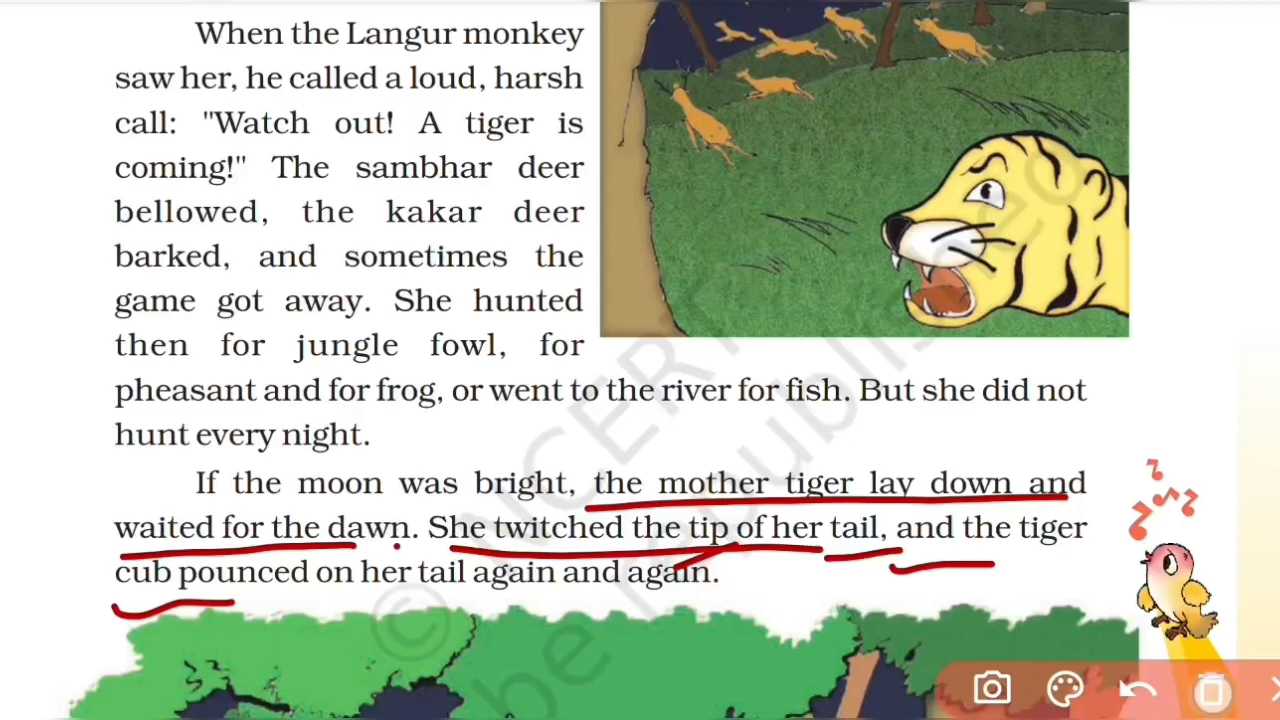 When the Langur monkey
saw her, he called a loud, harsh
call: "Watch out! A tiger is
coming!" The sambhar deer
bellowed, the kakar deer
barked, and sometimes the
game got away. She hunted
then for jungle fowl, for
pheasant and for frog, or went to the river for fish. But she did not
hunt every night.
If the moon was bright, the mother tiger lay down and
waited for the dawn. She twitched the tip of her tail, and the tiger
cub pounced on her tail again and again.
© NCERT
be republished